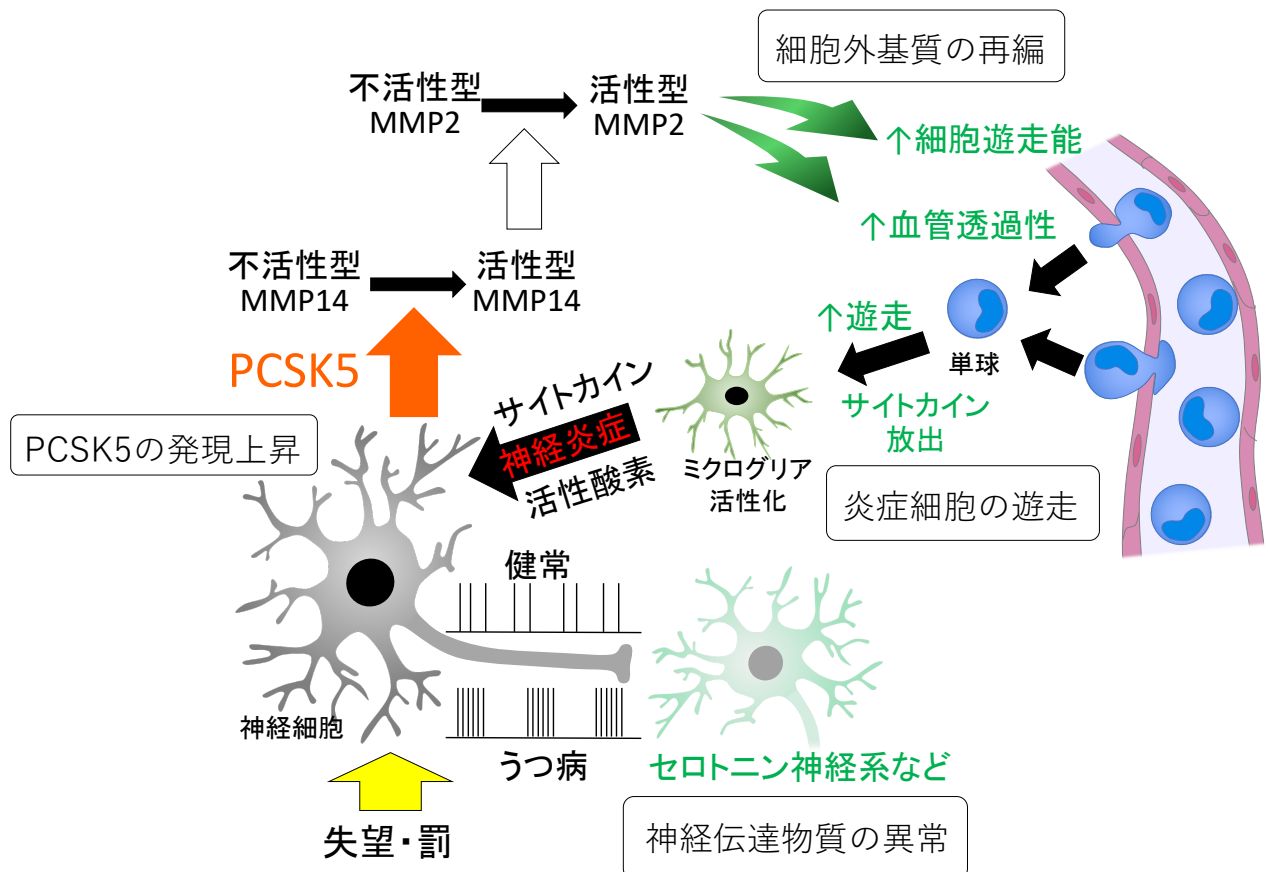 細胞外基質の再編
不活性型
MMP2
活性型
MMP2
↑細胞遊走能
↑血管透過性
不活性型
MMP14
活性型
MMP14
PCSK5
↑遊走
単球
サイトカイン
放出
サイトカイン
神経炎症
活性酸素
ミクログリア
活性化
PCSK5の発現上昇
炎症細胞の遊走
健常
神経細胞
うつ病
セロトニン神経系など
失望・罰
神経伝達物質の異常